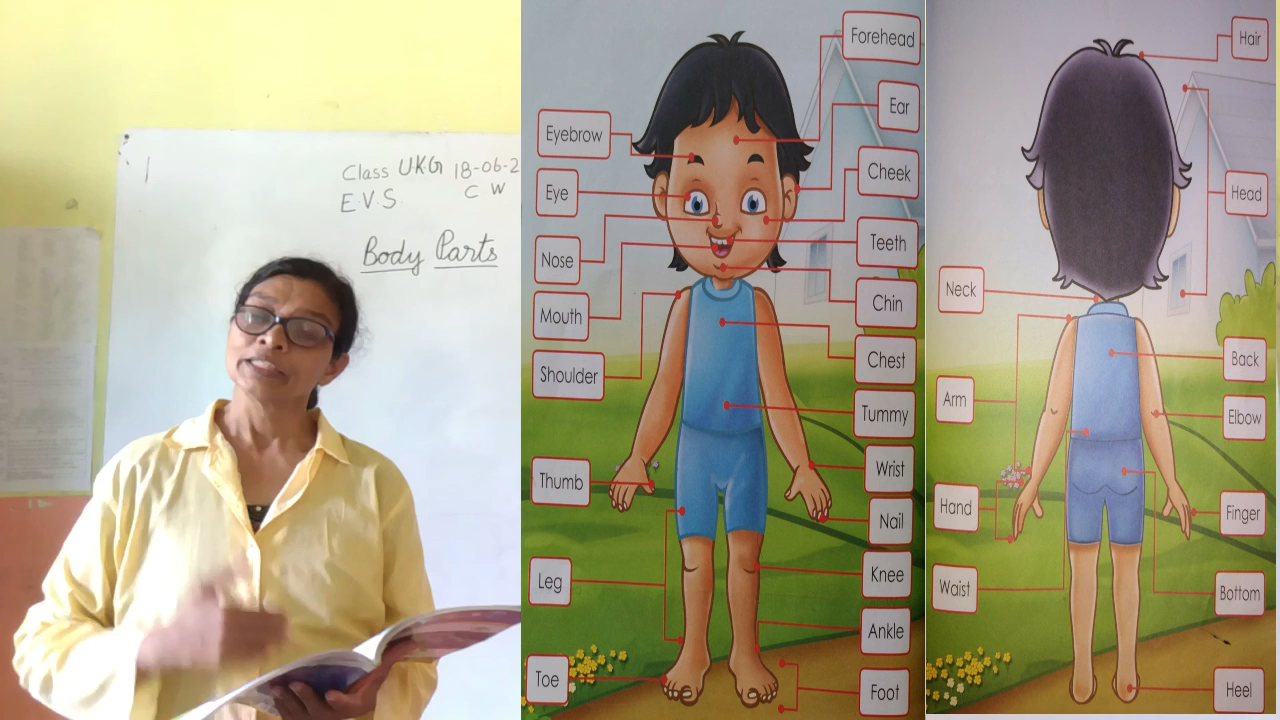 Class UKG 18-06-2
E.V.S. C W
Body Parts
Forehead
Ear
Cheek
Teeth
Chin
Chest
Tummy
Wrist
Nail
Knee
Ankle
Foot
Eyebrow
Eye
Nose
Mouth
Shoulder
Thumb
Leg
Toe
Hair
Head
Neck
Back
Arm
Elbow
Hand
Finger
Waist
Bottom
Heel